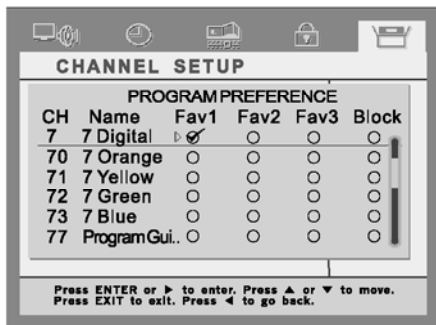 CHANNEL SETUP
PROGRAM PREFERENCE
CH Name Fav1 Fav2 Fav3 Block
7 7 Digital
70 7 Orange
71 7 Yellow
72 7 Green
73 7 Blue
77 Program Gui..
Press ENTER or ▶ to enter. Press ▲ or ▼ to move.
Press EXIT to exit. Press ◀ to go back.